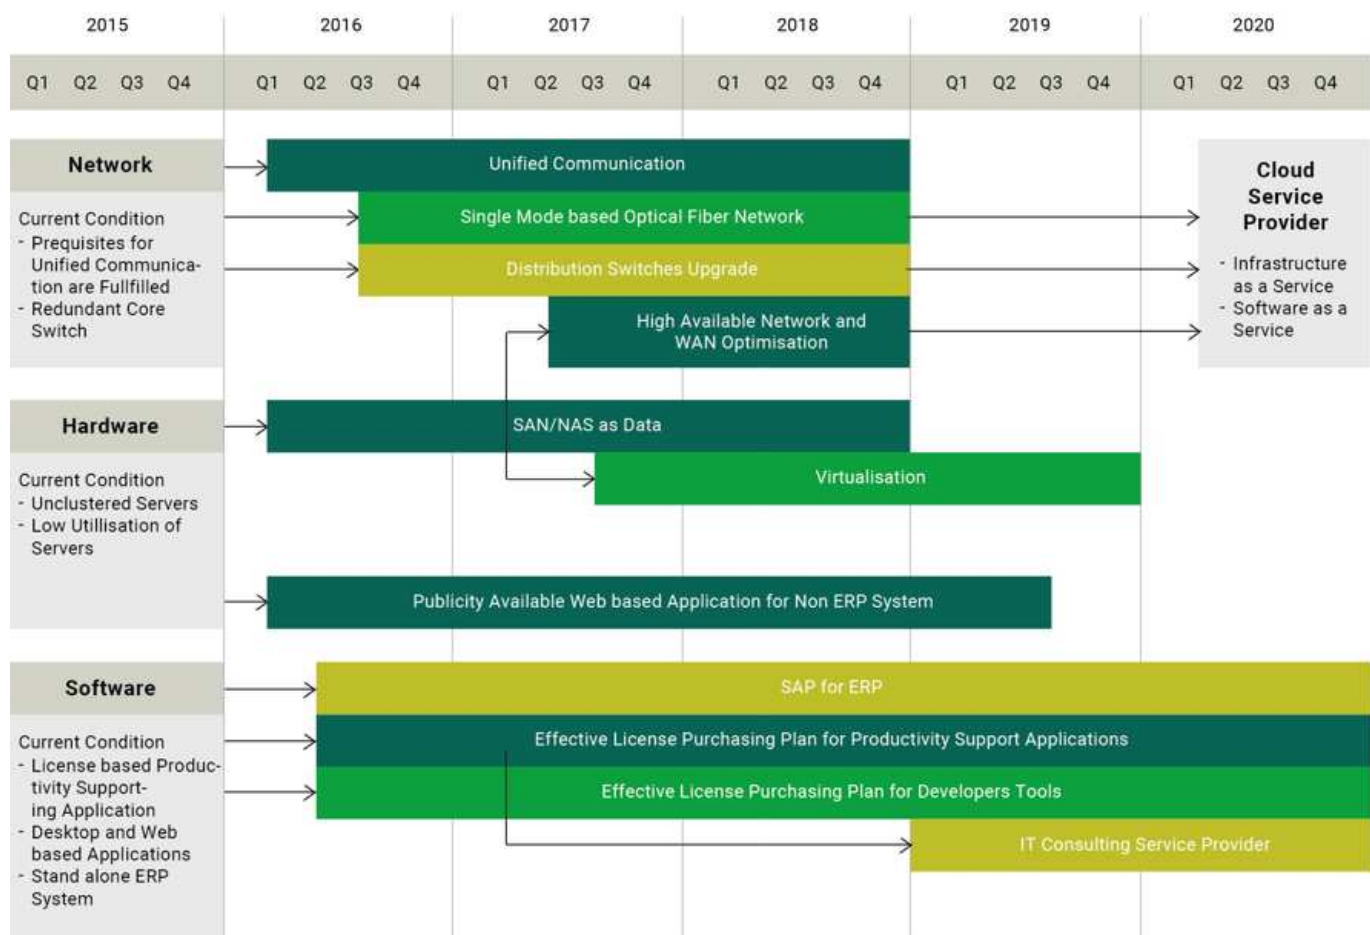 2015 2016 2017 2018 2019 2020
Q1 Q2 Q3 Q4 Q1 Q2 Q3 Q4 Q1 Q2 Q3 Q4 Q1 Q2 Q3 Q4 Q1 Q2 Q3 Q4 Q1 Q2 Q3 Q4
Network
Current Condition
- Prequisites for
Unified Communica-
tion are Fullfilled
- Redundant Core
Switch
Unified Communication
Single Mode based Optical Fiber Network
Distribution Switches Upgrade
High Available Network and
WAN Optimisation
Cloud
Service
Provider
- Infrastructure
as a Service
- Software as a
Service
Hardware
Current Condition
- Unclustered Servers
- Low Utillisation of
Servers
SAN/NAS as Data
Virtualisation
Publicity Available Web based Application for Non ERP System
Software
Current Condition
- License based Produc-
tivity Support-
ing Application
- Desktop and Web
based Applications
- Stand alone ERP
System
SAP for ERP
Effective License Purchasing Plan for Productivity Support Applications
Effective License Purchasing Plan for Developers Tools
IT Consulting Service Provider